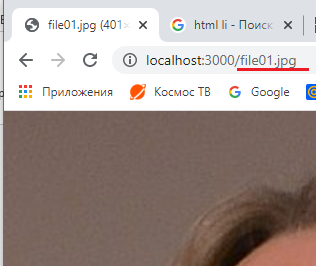 file01.jpg (401×
html li - Поиск
localhost:3000/file01.jpg
Приложения
Космос ТВ
Google